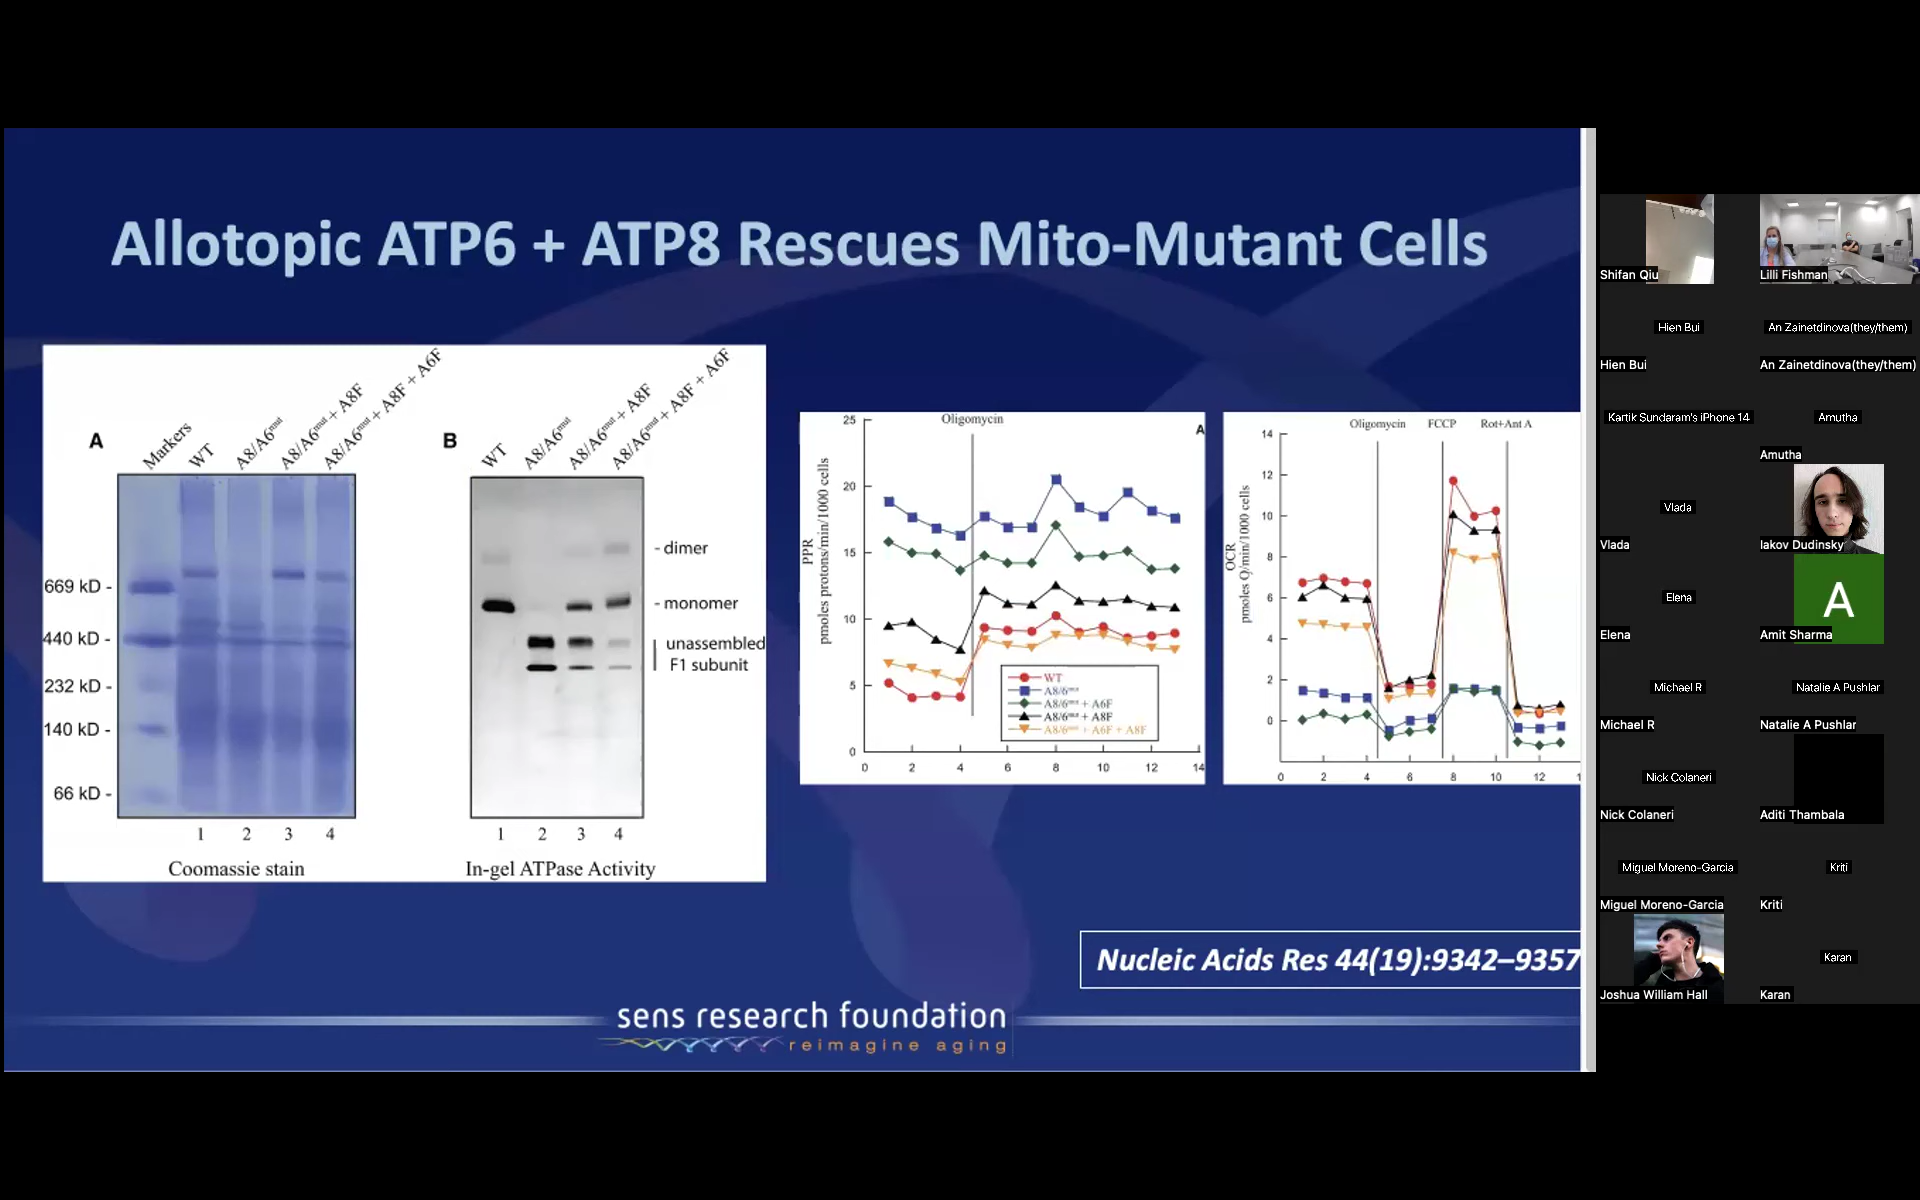 Allotopic ATP6 + ATP8 Rescues Mito-Mutant Cells
A
Markers
WT
A8/A6mut
A8/A6mut + A8F
A8/A6mut + A8F + A6F
669 kD -
440 kD -
232 kD -
140 kD -
66 kD -
1 2 3 4
Coomassie stain
B
WT
A8/A6mut
A8/A6mut + A8F
A8/A6mut + A8F + A6F
- dimer
- monomer
unassembled
F1 subunit
1 2 3 4
In-gel ATPase Activity
Oligomycin
A
PPR
pmoles protons/min/1000 cells
25
20
15
10
5
0
0 2 4 6 8 10 12 14
WT
A8/6mut
A8/6mut + A6F
A8/6mut + A8F
A8/6mut + A6F + A8F
Oligomycin FCCP Rot+Ant A
OCR
pmoles O2/min/1000 cells
14
12
10
8
6
4
2
0
0 2 4 6 8 10 12 1
Nucleic Acids Res 44(19):9342–9357
sens research foundation
reimagine aging
Shifan Qiu
Lilli Fishman
Hien Bui
Hien Bui
An Zainetdinova(they/them)
An Zainetdinova(they/them)
Kartik Sundaram's iPhone 14
Amutha
Amutha
Vlada
Vlada
Iakov Dudinsky
Elena
Elena
A
Amit Sharma
Michael R
Michael R
Natalie A Pushlar
Natalie A Pushlar
Nick Colaneri
Nick Colaneri
Aditi Thambala
Miguel Moreno-Garcia
Miguel Moreno-Garcia
Kriti
Kriti
Joshua William Hall
Karan
Karan